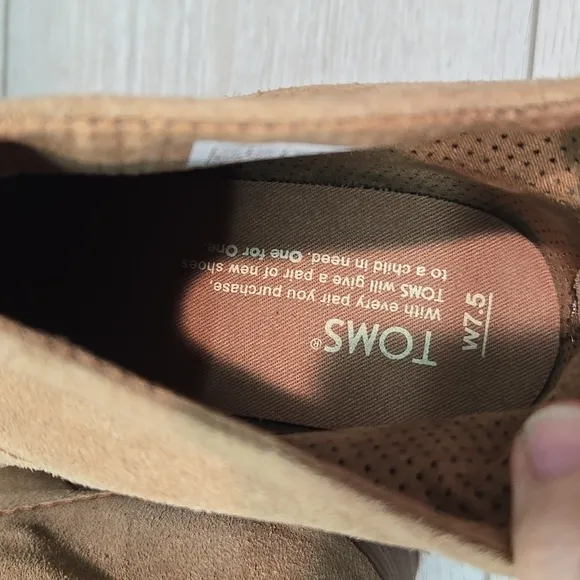 W7.5
TOMS®
With every pair you purchase,
TOMS will give a pair of new shoes
to a child in need. One for One.